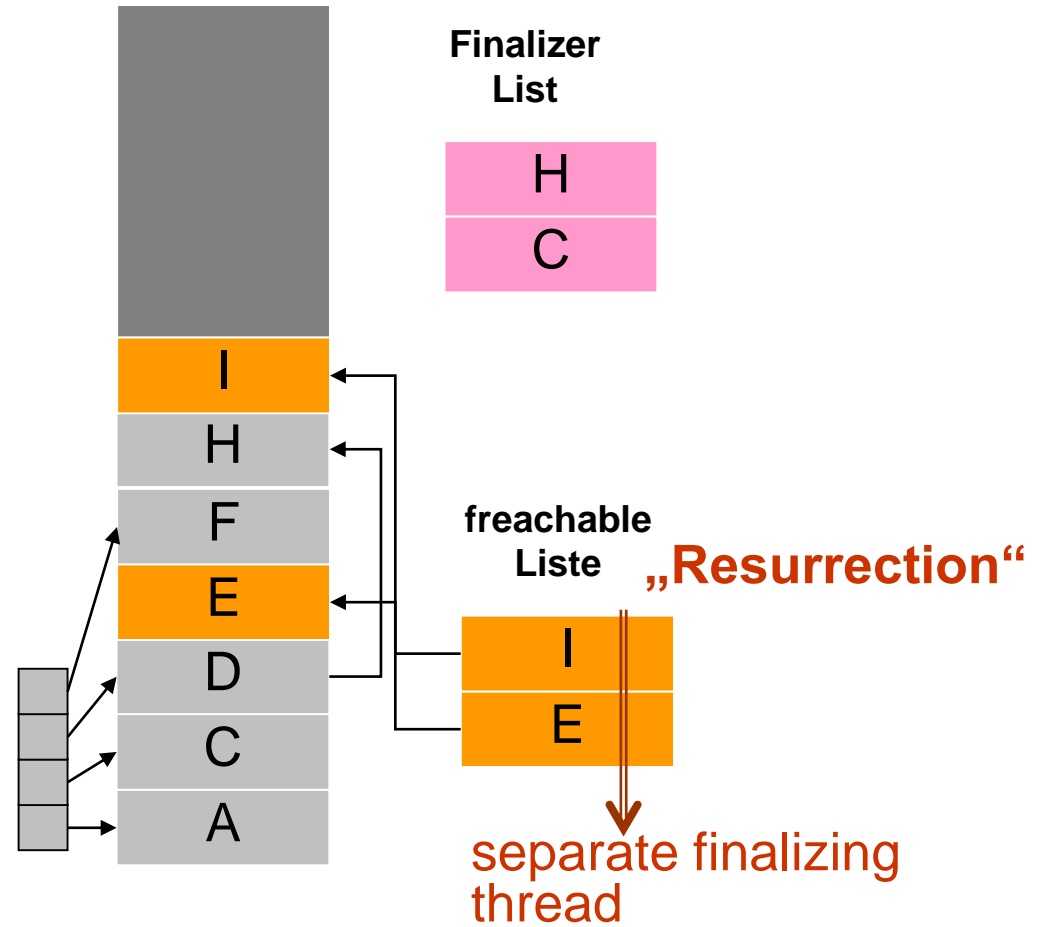 Finalizer
List
H
C
I
H
F
E
D
C
A
freachable
Liste
„Resurrection“
I
E
separate finalizing
thread